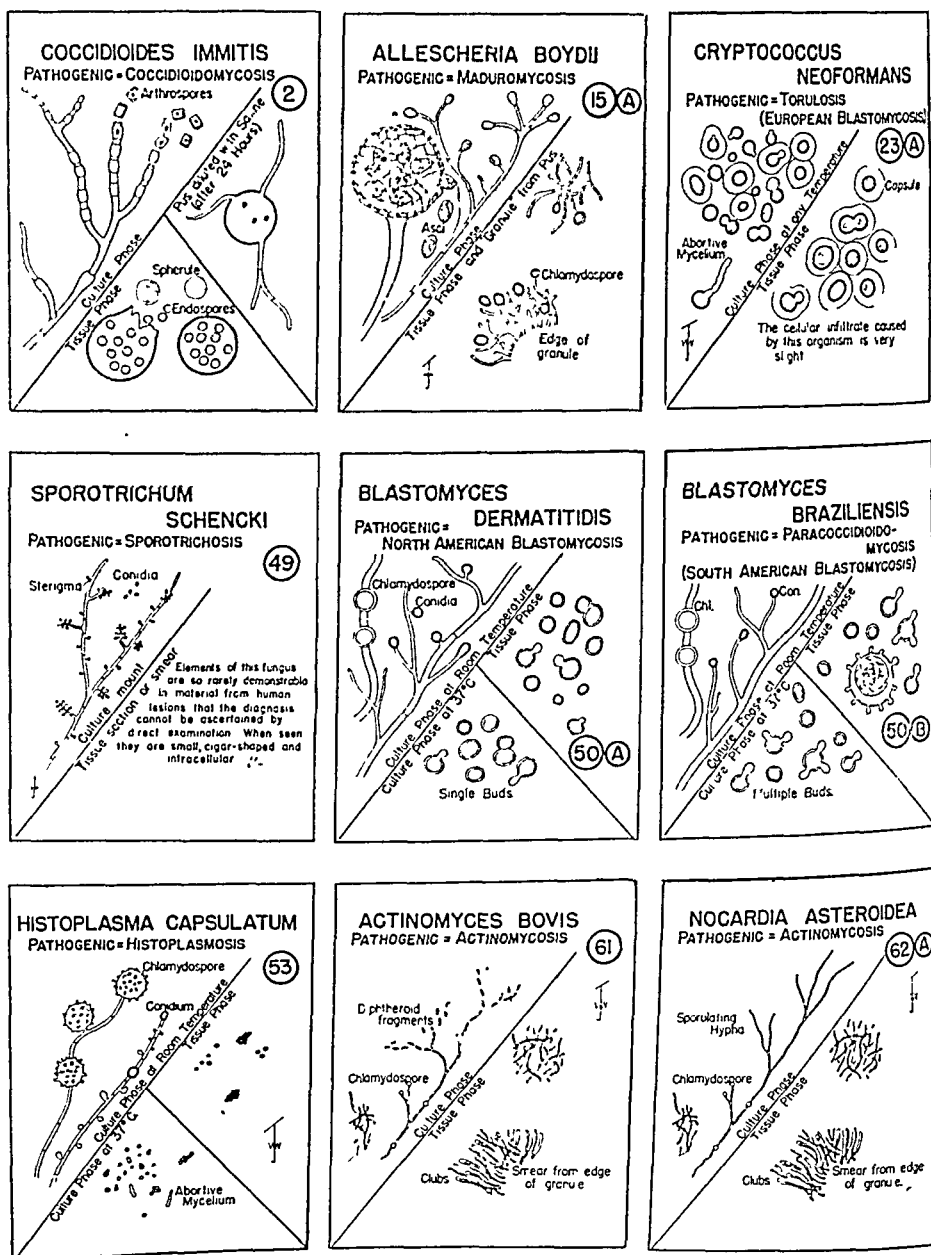 COCCIDIOIDES IMMITIS
PATHOGENIC=COCCIDIOIDOMYCOSIS
2
Arthrospores
Pus diluted with Saline
(after 24 Hours)
Culture Phase
Tissue Phase
Spherule
Endospores
ALLESCHERIA BOYDII
PATHOGENIC=MADUROMYCOSIS
15 A
Asci
Culture Phase
Tissue Phase and Granule from Pus
Chlamydospore
Edge of
granule
CRYPTOCOCCUS
NEOFORMANS
PATHOGENIC=TORULOSIS
(EUROPEAN BLASTOMYCOSIS)
23 A
Capsule
Abortive
Mycelium
Culture Phase at any Temperature
Tissue Phase
The cellular infiltrate caused
by this organism is very
slight
SPOROTRICHUM
SCHENCKI
PATHOGENIC=SPOROTRICHOSIS
49
Sterigma
Conidia
Culture mount
Tissue section or smear
Elements of this fungus
are so rarely demonstrable
in material from human
lesions that the diagnosis
cannot be ascertained by
direct examination. When seen
they are small, cigar-shaped and
intracellular
BLASTOMYCES
DERMATITIDIS
PATHOGENIC=
NORTH AMERICAN BLASTOMYCOSIS
Chlamydospore
Conidia
Culture Phase at Room Temperature
Tissue Phase
Culture Phase at 37°C
50 A
Single Buds
BLASTOMYCES
BRAZILIENSIS
PATHOGENIC=PARACOCCIDIOIDO-
MYCOSIS
(SOUTH AMERICAN BLASTOMYCOSIS)
Chl.
Con.
Culture Phase at Room Temperature
Tissue Phase
Culture Phase at 37°C
50 B
Multiple Buds
HISTOPLASMA CAPSULATUM
PATHOGENIC=HISTOPLASMOSIS
53
Chlamydospore
Conidium
Culture Phase at Room Temperature
Tissue Phase
Culture Phase at 37°C
Abortive
Mycelium
ACTINOMYCES BOVIS
PATHOGENIC=ACTINOMYCOSIS
61
Diphtheroid
fragments
Chlamydospore
Culture Phase
Tissue Phase
Clubs
Smear from edge
of granule
NOCARDIA ASTEROIDEA
PATHOGENIC=ACTINOMYCOSIS
62 A
Sporulating
Hypha
Chlamydospore
Culture Phase
Tissue Phase
Clubs
Smear from edge
of granule